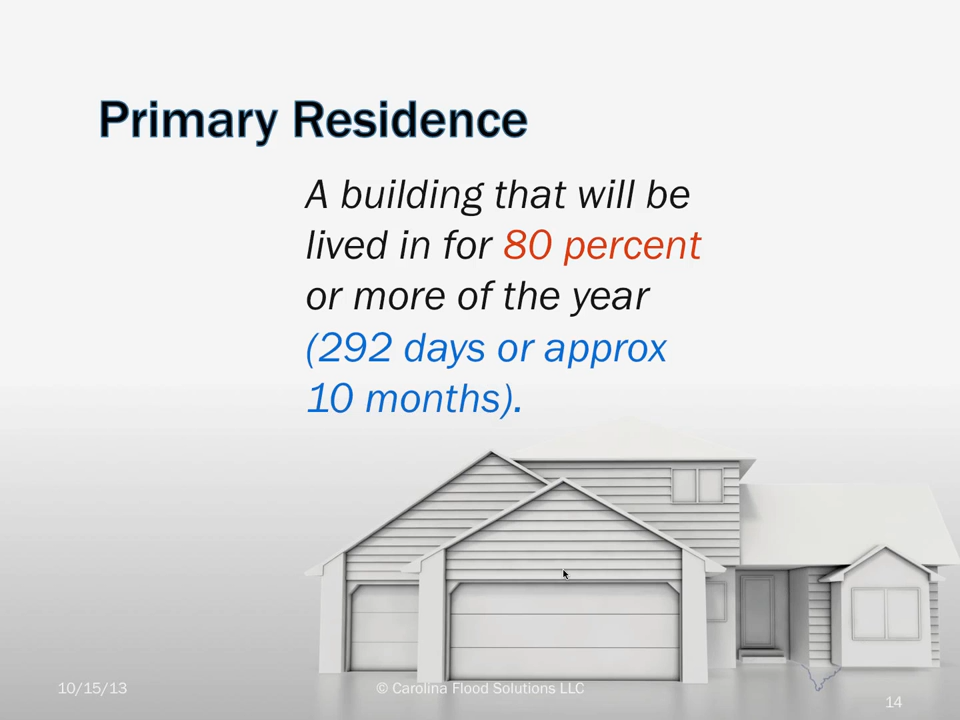 Primary Residence
A building that will be
lived in for 80 percent
or more of the year
(292 days or approx
10 months).
10/15/13
© Carolina Flood Solutions LLC
14